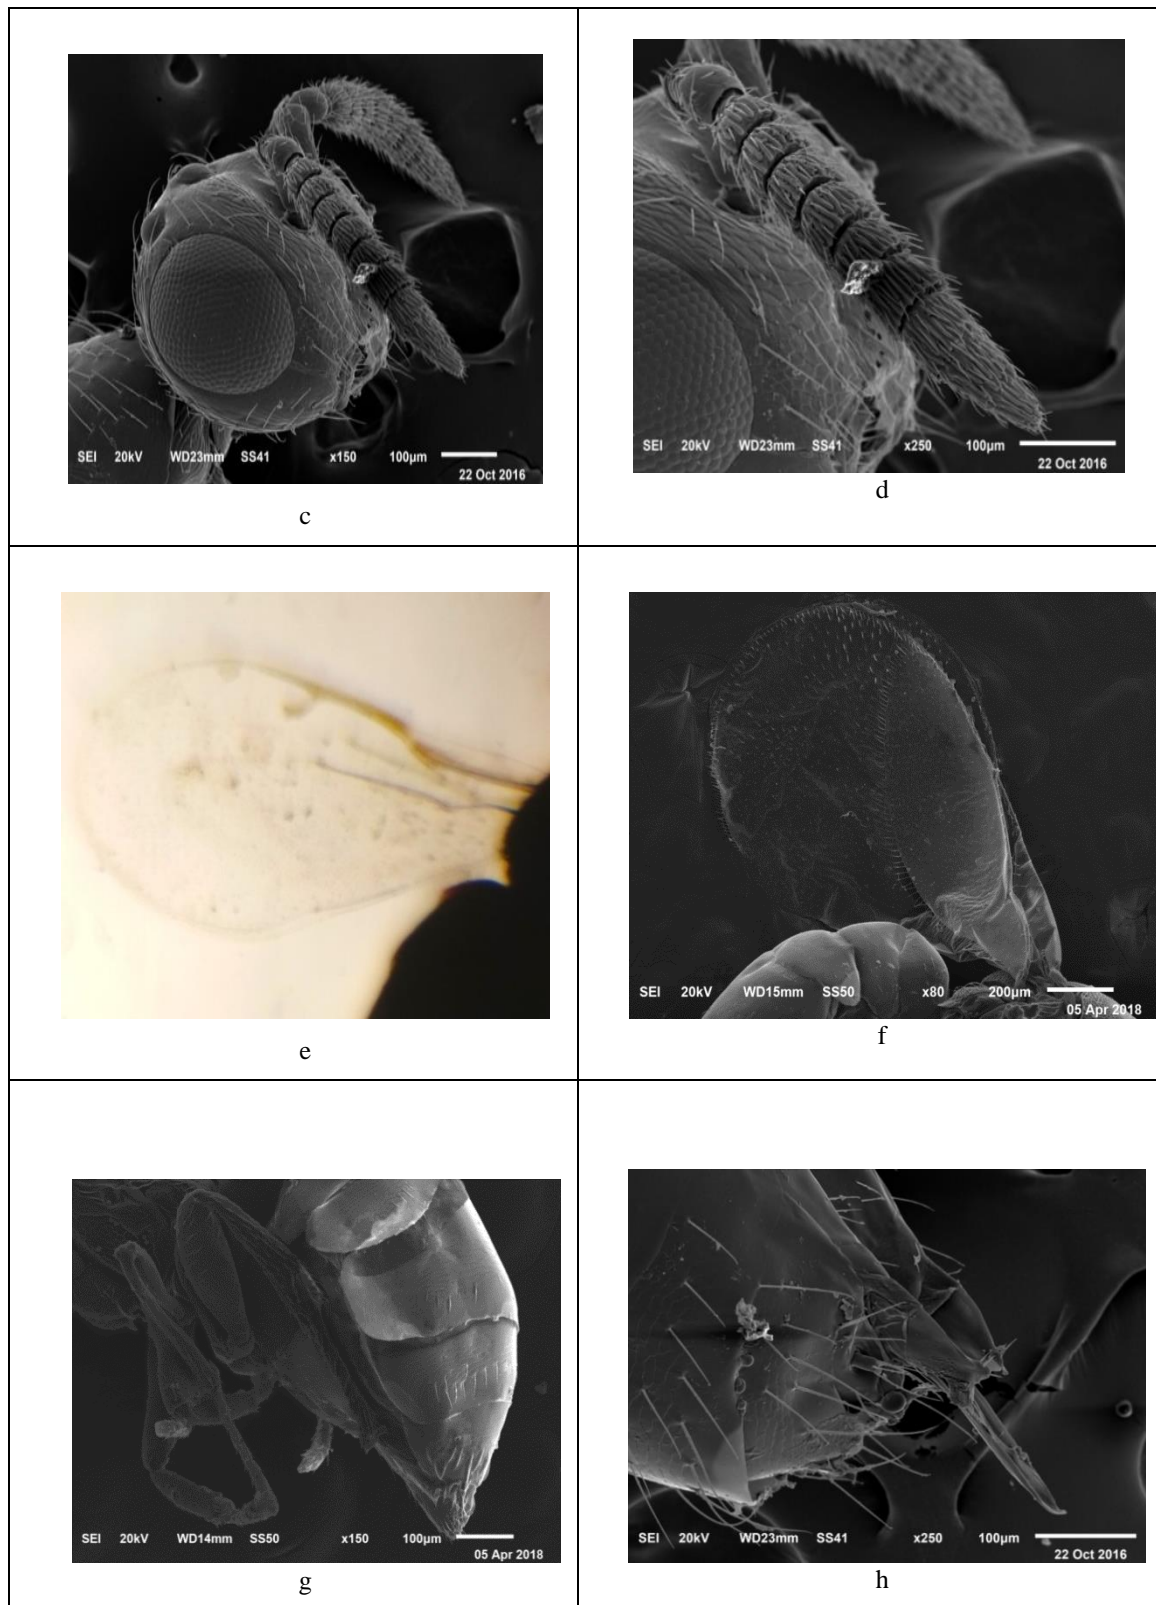 SEI 20kV WD23mm SS41 x150 100µm
22 Oct 2016
c
SEI 20kV WD23mm SS41 x250 100µm
22 Oct 2016
d
e
SEI 20kV WD15mm SS50 x80 200µm
05 Apr 2018
f
SEI 20kV WD14mm SS50 x150 100µm
05 Apr 2018
g
SEI 20kV WD23mm SS41 x250 100µm
22 Oct 2016
h